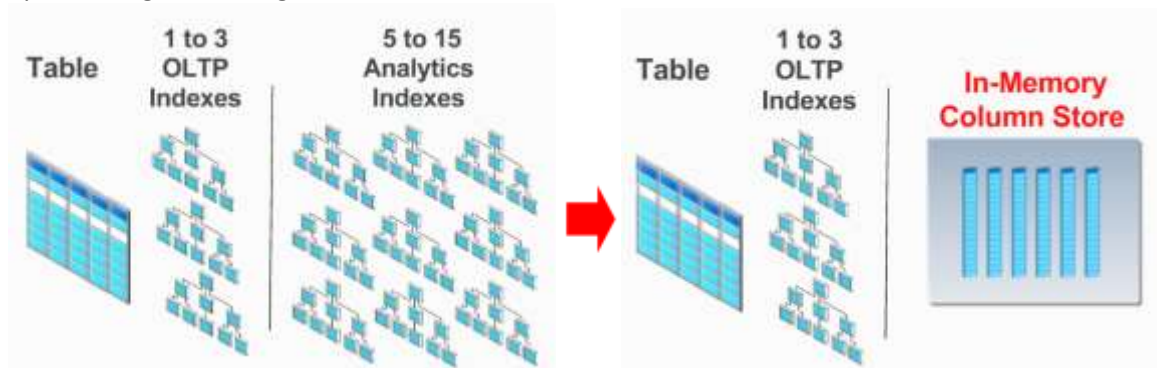 Table
1 to 3
OLTP
Indexes
5 to 15
Analytics
Indexes
Table
1 to 3
OLTP
Indexes
In-Memory
Column Store